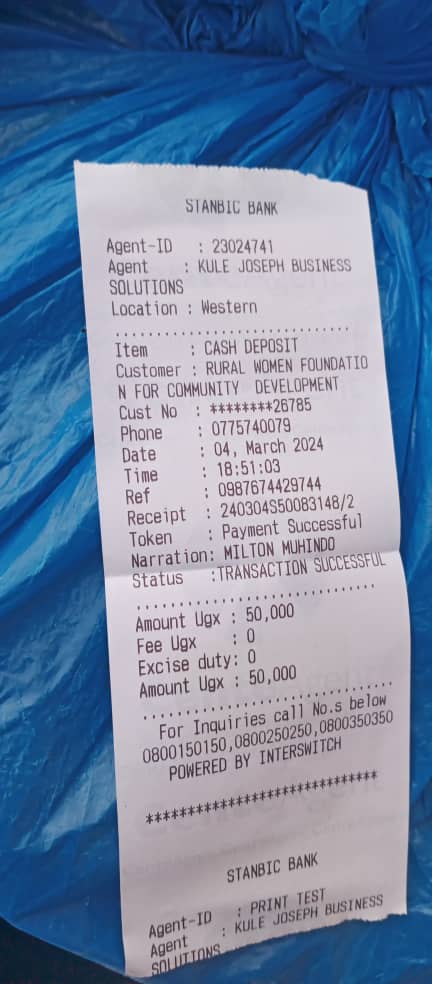 STANBIC BANK
Agent-ID : 23024741
Agent : KULE JOSEPH BUSINESS
SOLUTIONS
Location : Western
..............................
Item : CASH DEPOSIT
Customer : RURAL WOMEN FOUNDATIO
N FOR COMMUNITY DEVELOPMENT
Cust No : ********26785
Phone : 0775740079
Date : 04, March 2024
Time : 18:51:03
Ref : 0987674429744
Receipt : 240304S50083148/2
Token : Payment Successful
Narration: MILTON MUHINDO
Status :TRANSACTION SUCCESSFUL
..............................
Amount Ugx : 50,000
Fee Ugx : 0
Excise duty: 0
Amount Ugx : 50,000
..............................
For Inquiries call No.s below
0800150150,0800250250,0800350350
POWERED BY INTERSWITCH
*****************************
STANBIC BANK
Agent-ID : PRINT TEST
Agent : KULE JOSEPH BUSINESS
SOLUTIONS